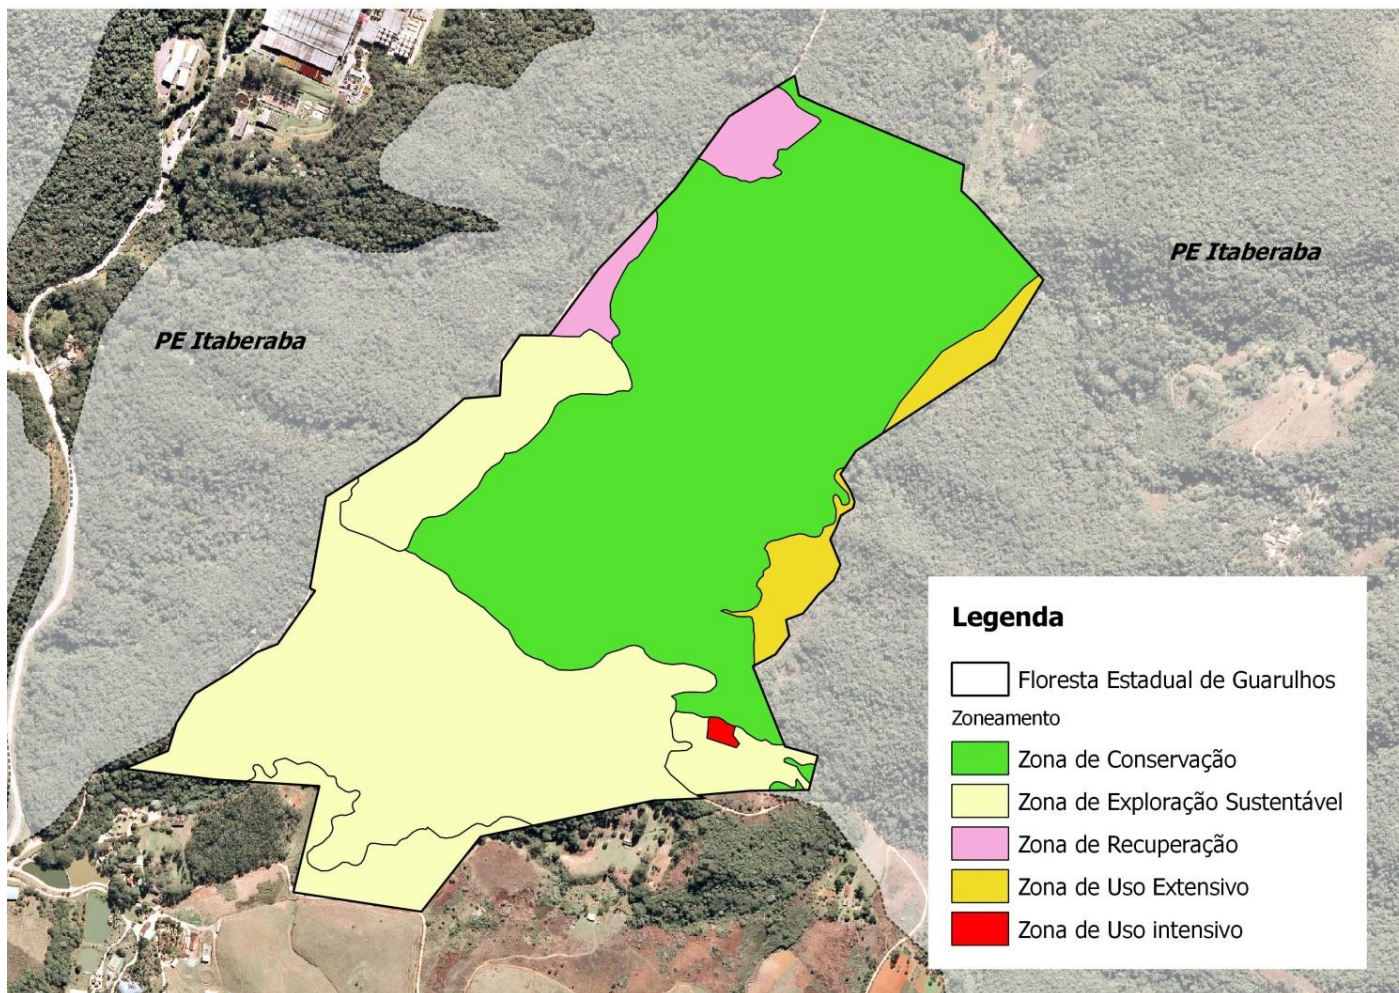 PE Itaberaba
PE Itaberaba
Legenda
Floresta Estadual de Guarulhos
Zoneamento
Zona de Conservação
Zona de Exploração Sustentável
Zona de Recuperação
Zona de Uso Extensivo
Zona de Uso intensivo